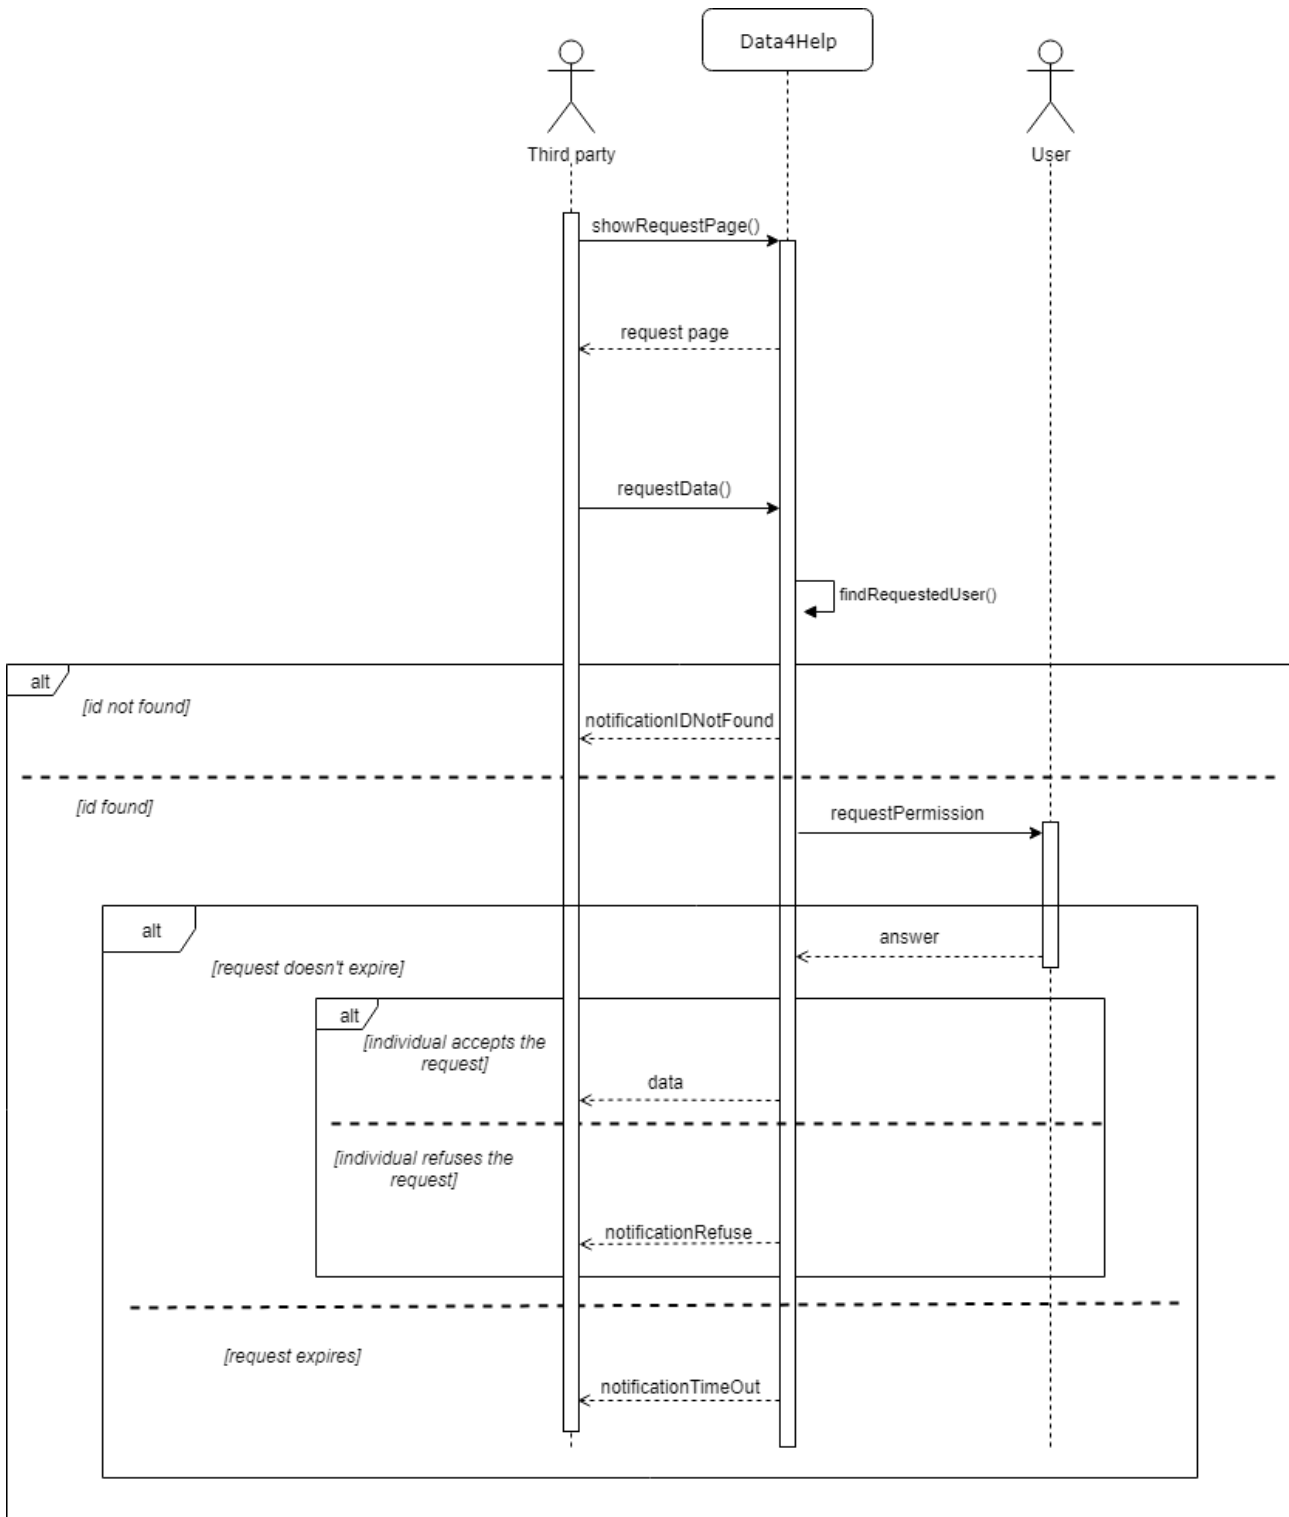 Data4Help
Third party
User
showRequestPage()
request page
requestData()
findRequestedUser()
alt
[id not found]
notificationIDNotFound
[id found]
requestPermission
alt
answer
[request doesn't expire]
alt
[individual accepts the
request]
data
[individual refuses the
request]
notificationRefuse
[request expires]
notificationTimeOut